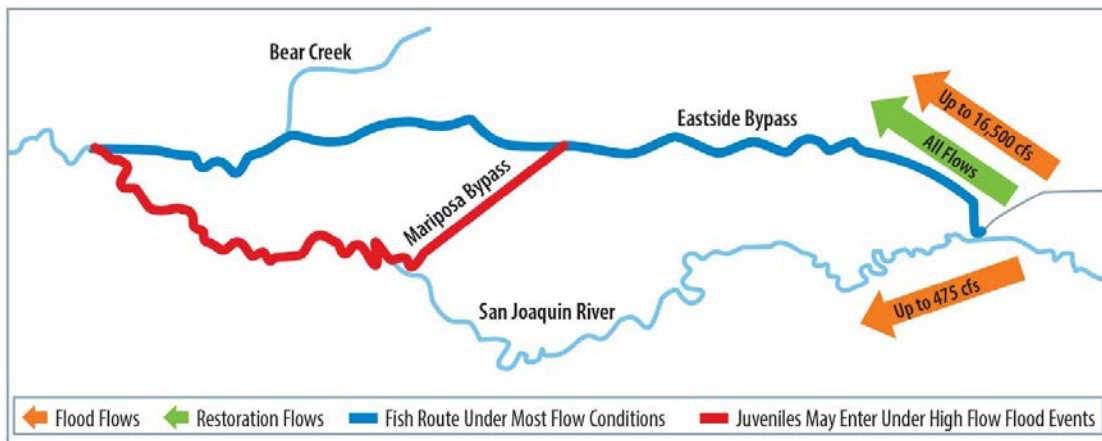 Bear Creek
Eastside Bypass
Up to 16,500 cfs
All Flows
Mariposa Bypass
San Joaquin River
Up to 475 cfs
Flood Flows
Restoration Flows
Fish Route Under Most Flow Conditions
Juveniles May Enter Under High Flow Flood Events